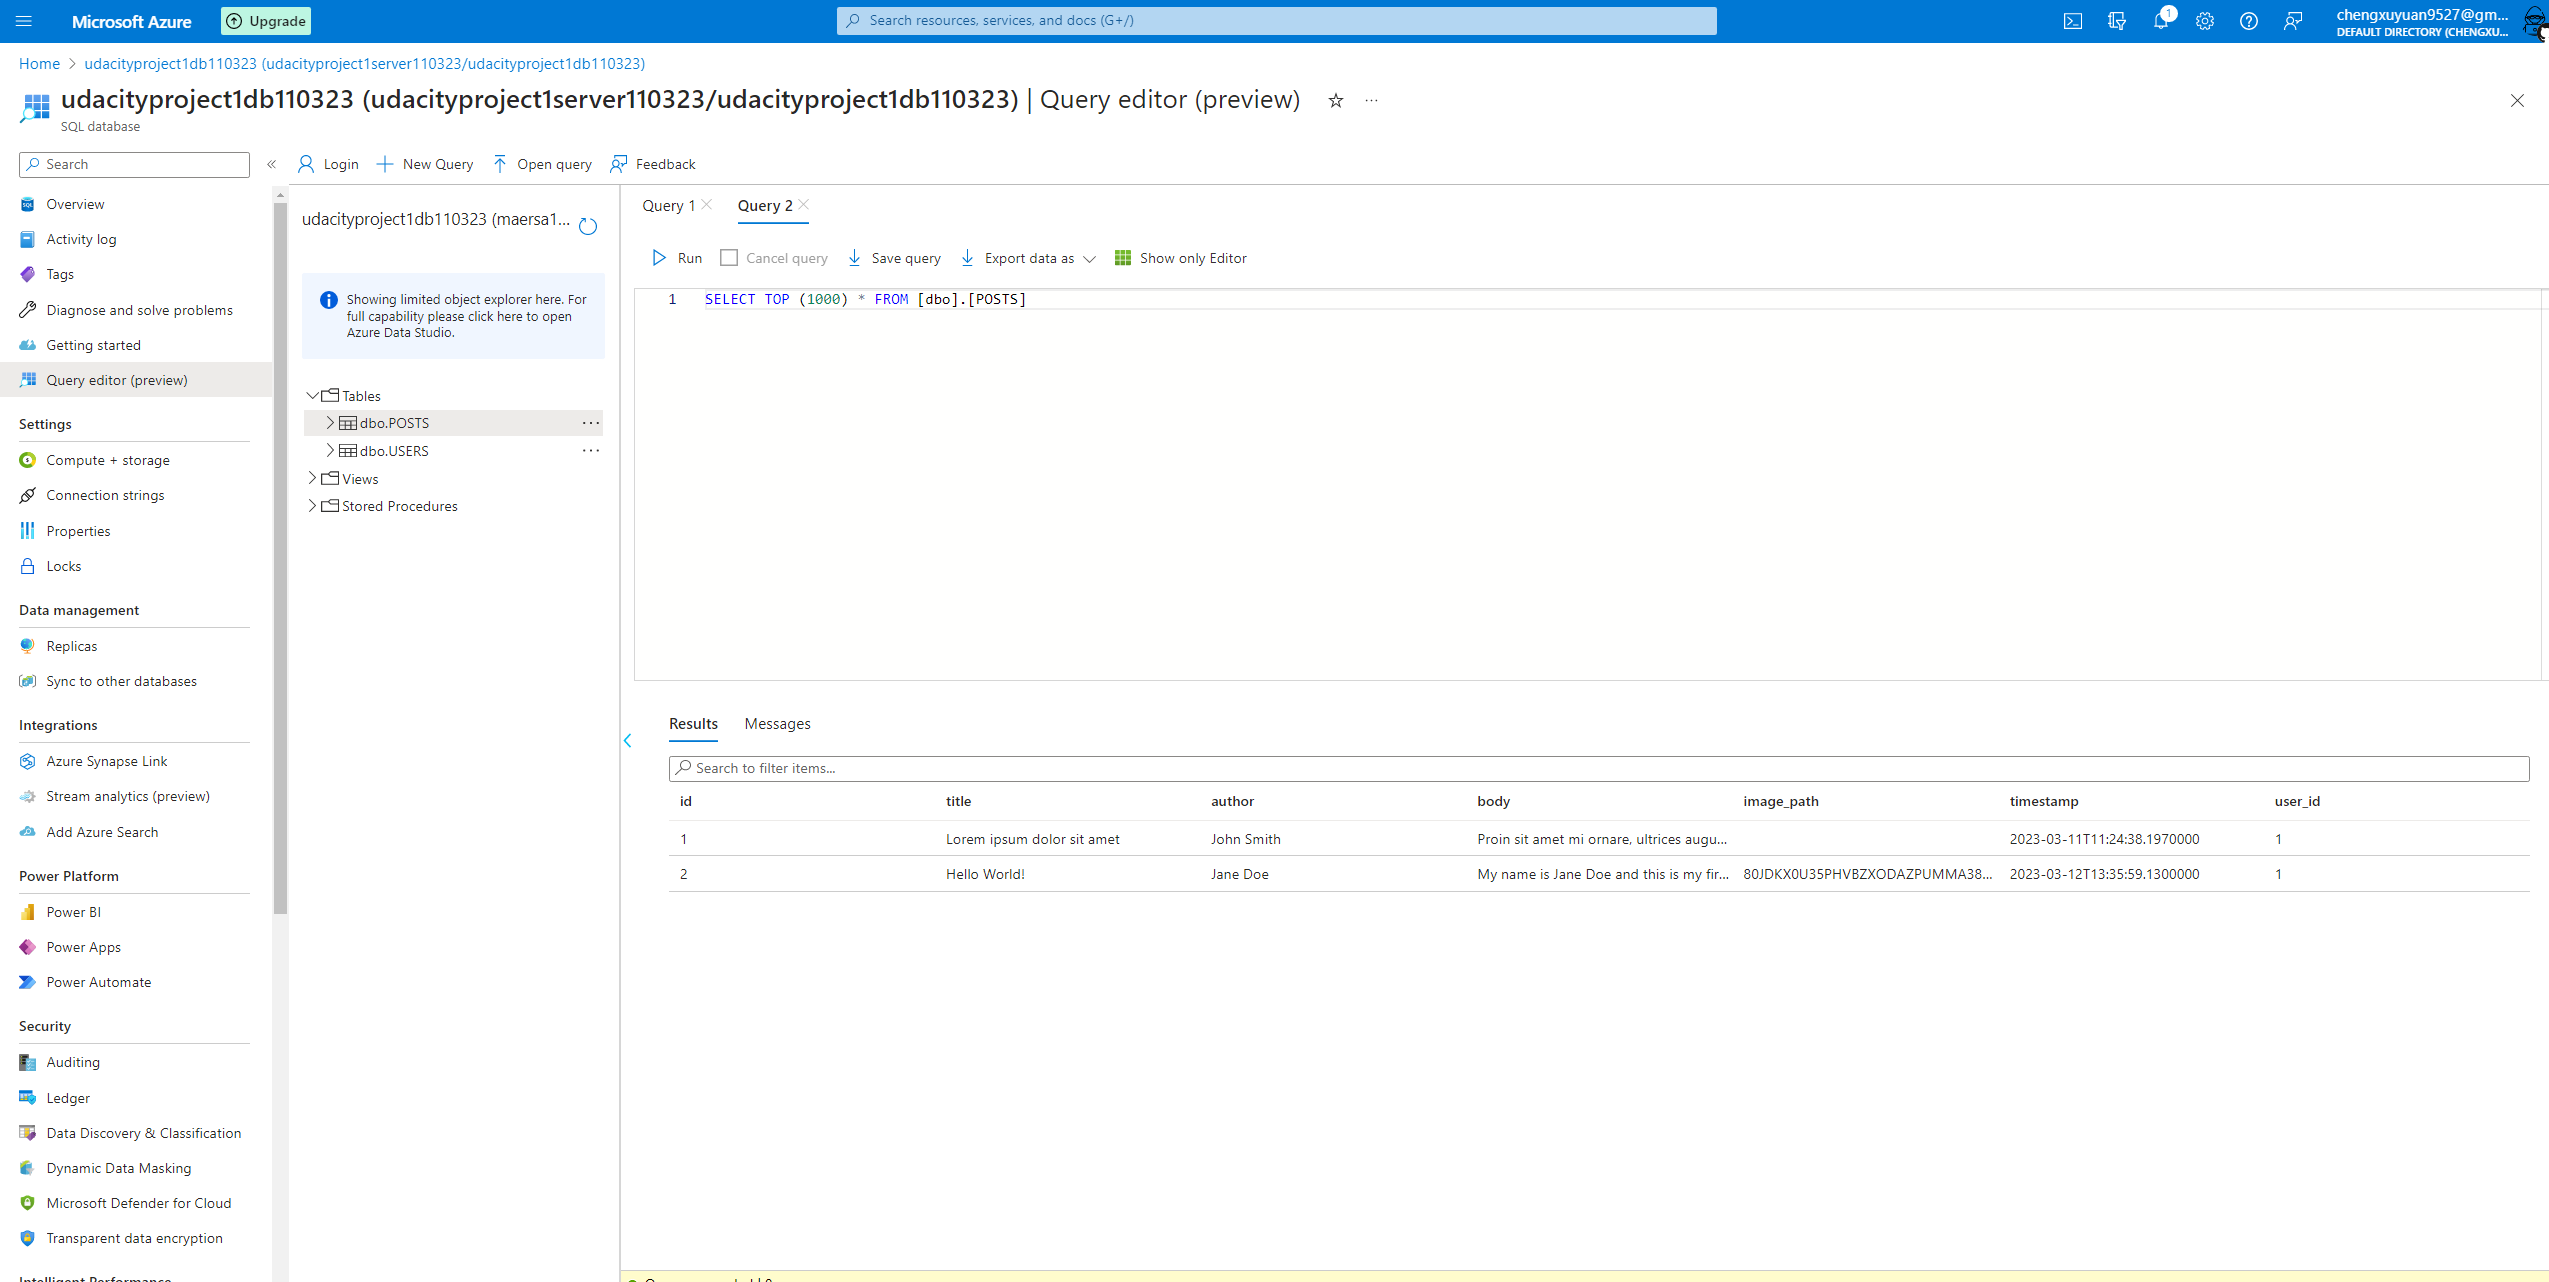 Microsoft Azure
Upgrade
Search resources, services, and docs (G+/)
1
chengxuyuan9527@gm...
DEFAULT DIRECTORY (CHENGXU...
Home > udacityproject1db110323 (udacityproject1server110323/udacityproject1db110323)
udacityproject1db110323 (udacityproject1server110323/udacityproject1db110323) | Query editor (preview)
SQL database
Search
Overview
Activity log
Tags
Diagnose and solve problems
Getting started
Query editor (preview)
Settings
Compute + storage
Connection strings
Properties
Locks
Data management
Replicas
Sync to other databases
Integrations
Azure Synapse Link
Stream analytics (preview)
Add Azure Search
Power Platform
Power BI
Power Apps
Power Automate
Security
Auditing
Ledger
Data Discovery & Classification
Dynamic Data Masking
Microsoft Defender for Cloud
Transparent data encryption
Intelligent Performance
Login
New Query
Open query
Feedback
udacityproject1db110323 (maersa1...
Showing limited object explorer here. For
full capability please click here to open
Azure Data Studio.
Tables
dbo.POSTS
dbo.USERS
Views
Stored Procedures
Query 1
Query 2
Run
Cancel query
Save query
Export data as
Show only Editor
1 SELECT TOP (1000) * FROM [dbo].[POSTS]
Results
Messages
Search to filter items...
id title author body image_path timestamp user_id
1 Lorem ipsum dolor sit amet John Smith Proin sit amet mi ornare, ultrices augu... 2023-03-11T11:24:38.1970000 1
2 Hello World! Jane Doe My name is Jane Doe and this is my fir... 80JDKX0U35PHVBZXODAZPUMMA38... 2023-03-12T13:35:59.1300000 1